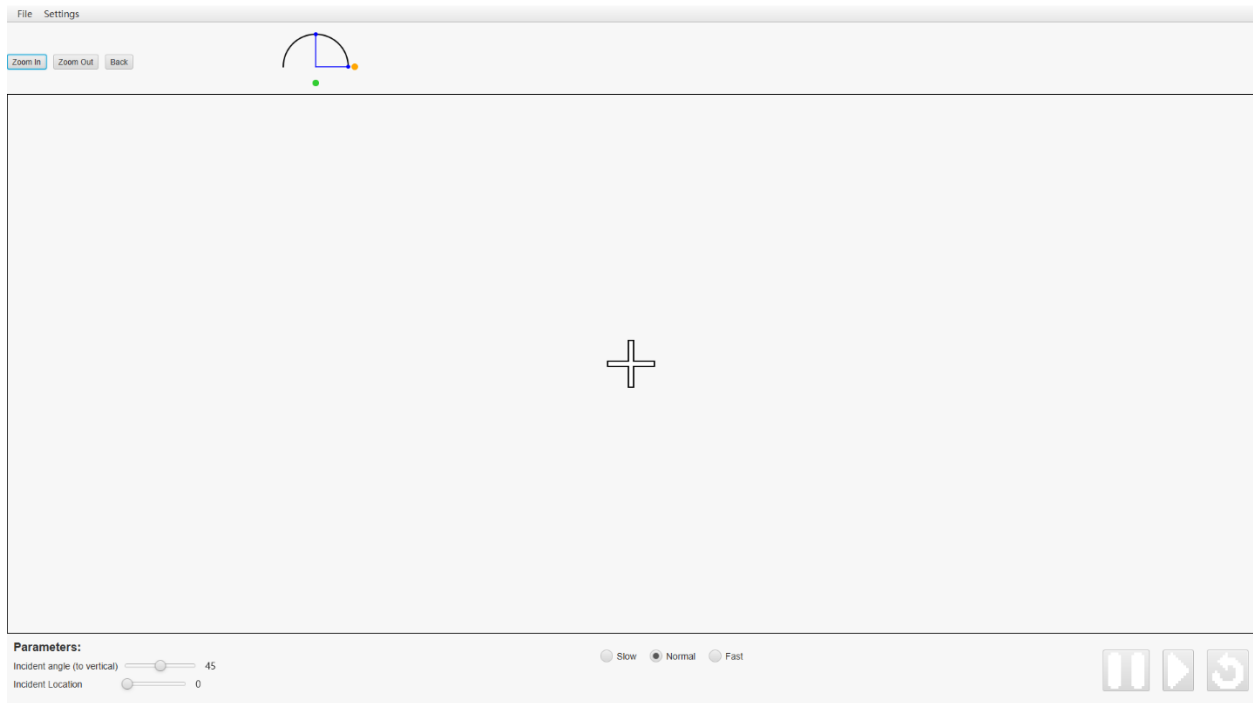 File Settings
Zoom In Zoom Out Back
Parameters:
Incident angle (to vertical) 45
Incident Location 0
Slow Normal Fast